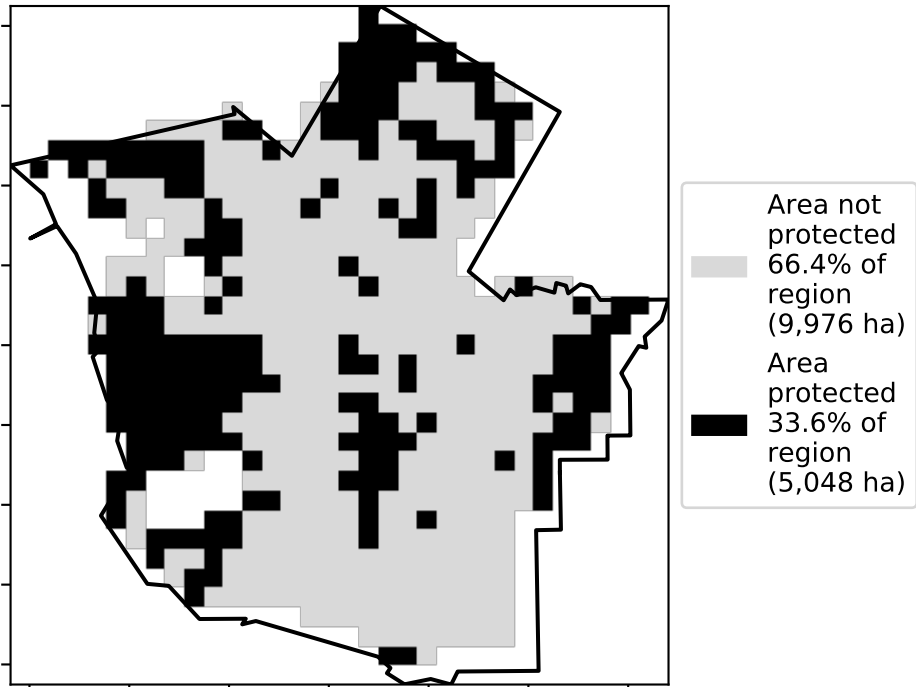 Area not
protected
66.4% of
region
(9,976 ha)
Area
protected
33.6% of
region
(5,048 ha)